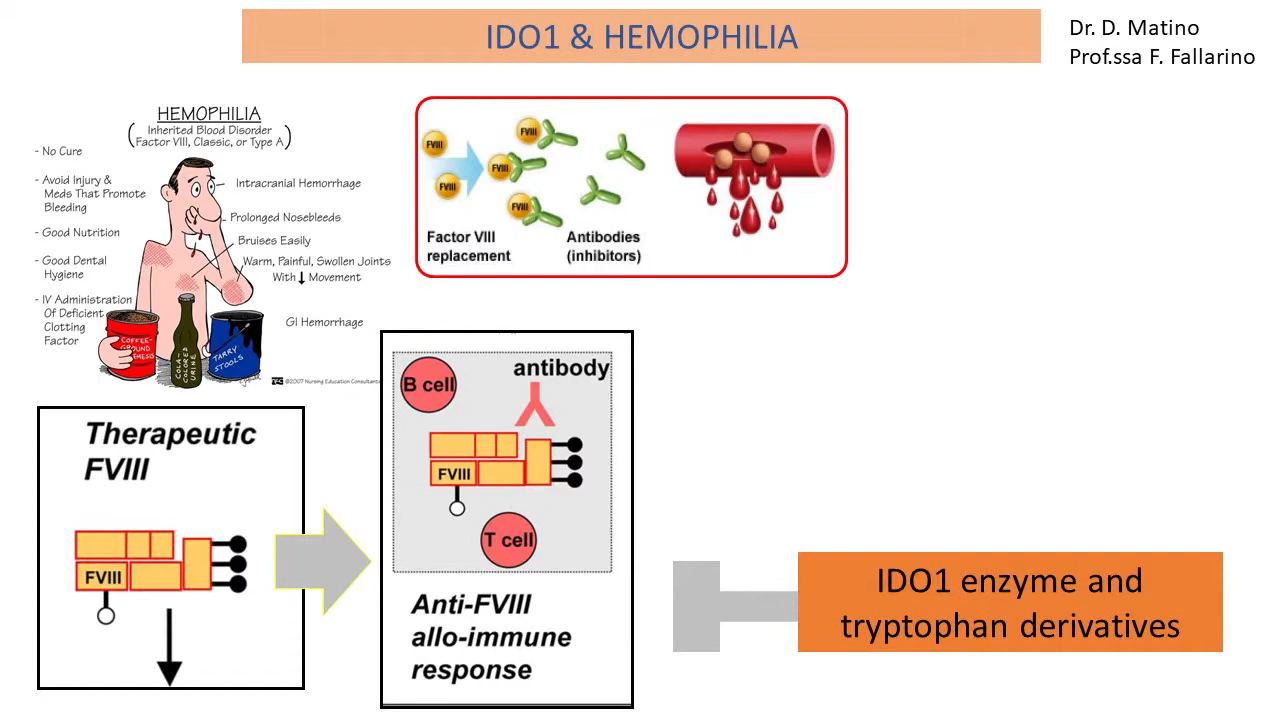 IDO1 & HEMOPHILIA
Dr. D. Matino
Prof.ssa F. Fallarino
HEMOPHILIA
(Inherited Blood Disorder
Factor VIII, Classic, or Type A)
- No Cure
- Avoid Injury &
Meds That Promote
Bleeding
- Good Nutrition
- Good Dental
Hygiene
- IV Administration
Of Deficient
Clotting
Factor
Intracranial Hemorrhage
Prolonged Nosebleeds
Bruises Easily
Warm, Painful, Swollen Joints
With ↓ Movement
GI Hemorrhage
COFFEE-
GROUND
COLA-
COLORED
URINE
TARRY
STOOLS
©2007 Nursing Education Consultants
FVIII
FVIII
FVIII
FVIII
FVIII
Factor VIII
replacement
Antibodies
(inhibitors)
Therapeutic
FVIII
FVIII
B cell
antibody
FVIII
T cell
Anti-FVIII
allo-immune
response
IDO1 enzyme and
tryptophan derivatives